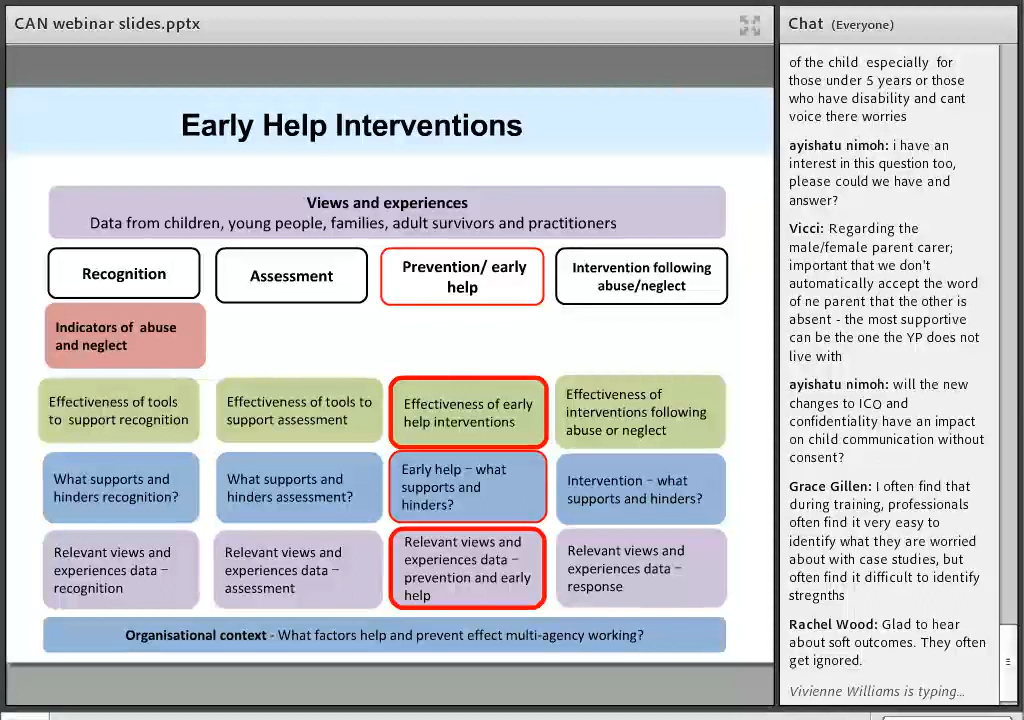 CAN webinar slides.pptx
Early Help Interventions
Views and experiences
Data from children, young people, families, adult survivors and practitioners
Recognition
Assessment
Prevention/ early
help
Intervention following
abuse/neglect
Indicators of abuse
and neglect
Effectiveness of tools
to support recognition
Effectiveness of tools to
support assessment
Effectiveness of early
help interventions
Effectiveness of
interventions following
abuse or neglect
What supports and
hinders recognition?
What supports and
hinders assessment?
Early help – what
supports and
hinders?
Intervention – what
supports and hinders?
Relevant views and
experiences data –
recognition
Relevant views and
experiences data –
assessment
Relevant views and
experiences data –
prevention and early
help
Relevant views and
experiences data –
response
Organisational context - What factors help and prevent effect multi-agency working?
Chat (Everyone)
of the child especially for
those under 5 years or those
who have disability and cant
voice there worries
ayishatu nimoh: i have an
interest in this question too,
please could we have and
answer?
Vicci: Regarding the
male/female parent carer;
important that we don't
automatically accept the word
of ne parent that the other is
absent - the most supportive
can be the one the YP does not
live with
ayishatu nimoh: will the new
changes to ICO and
confidentiality have an impact
on child communication without
consent?
Grace Gillen: I often find that
during training, professionals
often find it very easy to
identify what they are worried
about with case studies, but
often find it difficult to identify
stregnths
Rachel Wood: Glad to hear
about soft outcomes. They often
get ignored.
Vivienne Williams is typing...